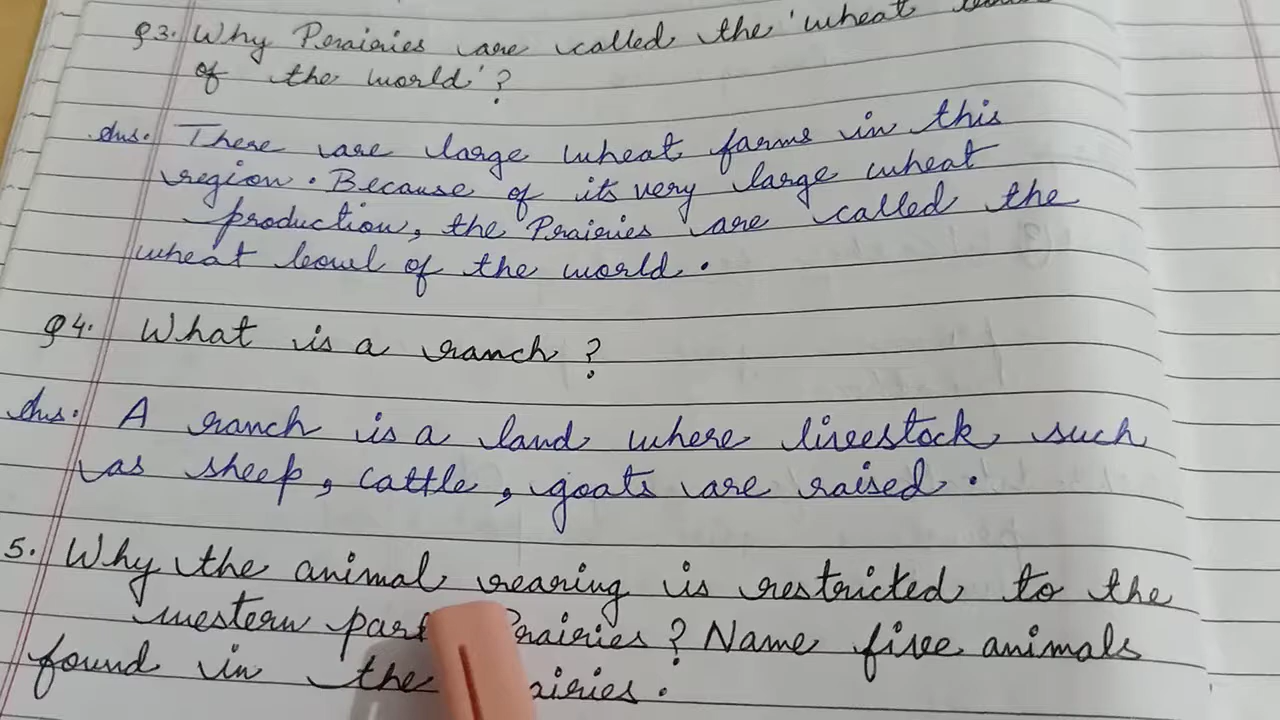 Q3. Why Prairies are called the 'wheat
of the world'?
Ans. There are large wheat farms in this
region. Because of its very large wheat
production, the Prairies are called the
wheat bowl of the world.
Q4. What is a ranch?
Ans. A ranch is a land where livestock such
as sheep, cattle, goats are raised.
5. Why the animal rearing is restricted to the
western part Prairies? Name five animals
found in the